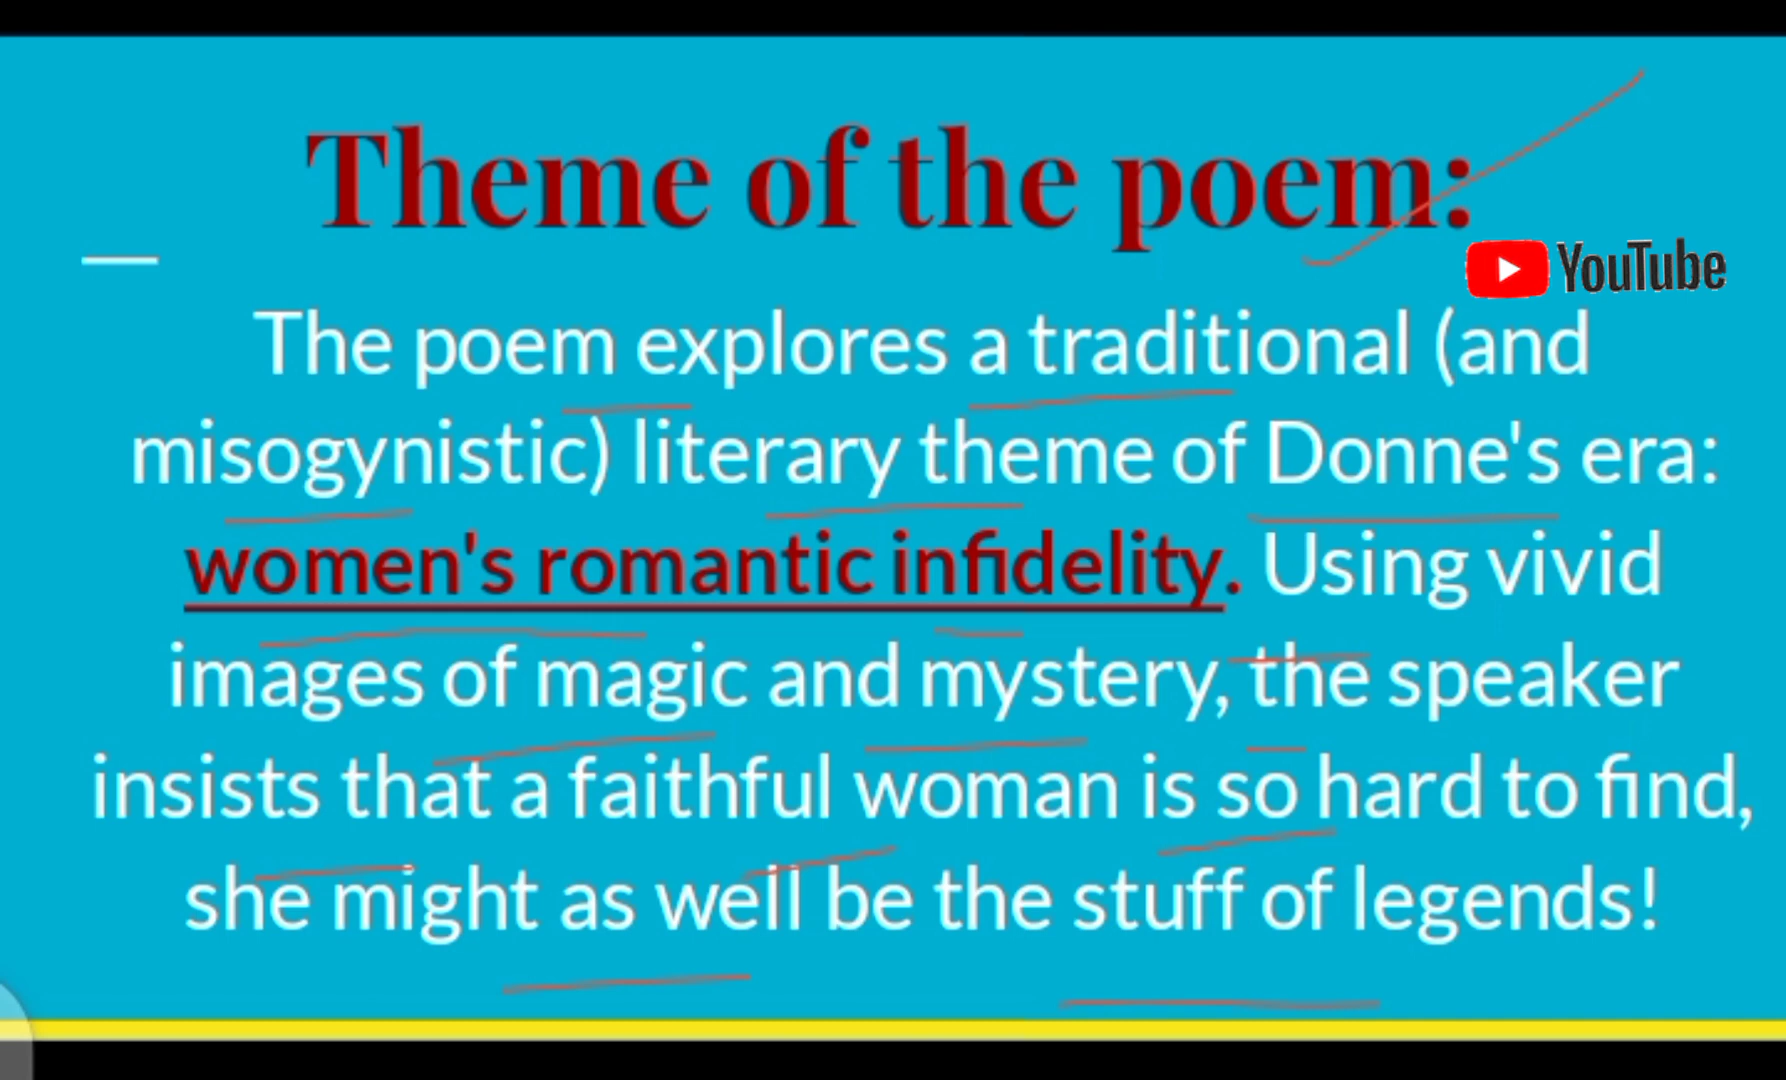 Theme of the poem:
YouTube
The poem explores a traditional (and
misogynistic) literary theme of Donne's era:
women's romantic infidelity. Using vivid
images of magic and mystery, the speaker
insists that a faithful woman is so hard to find,
she might as well be the stuff of legends!